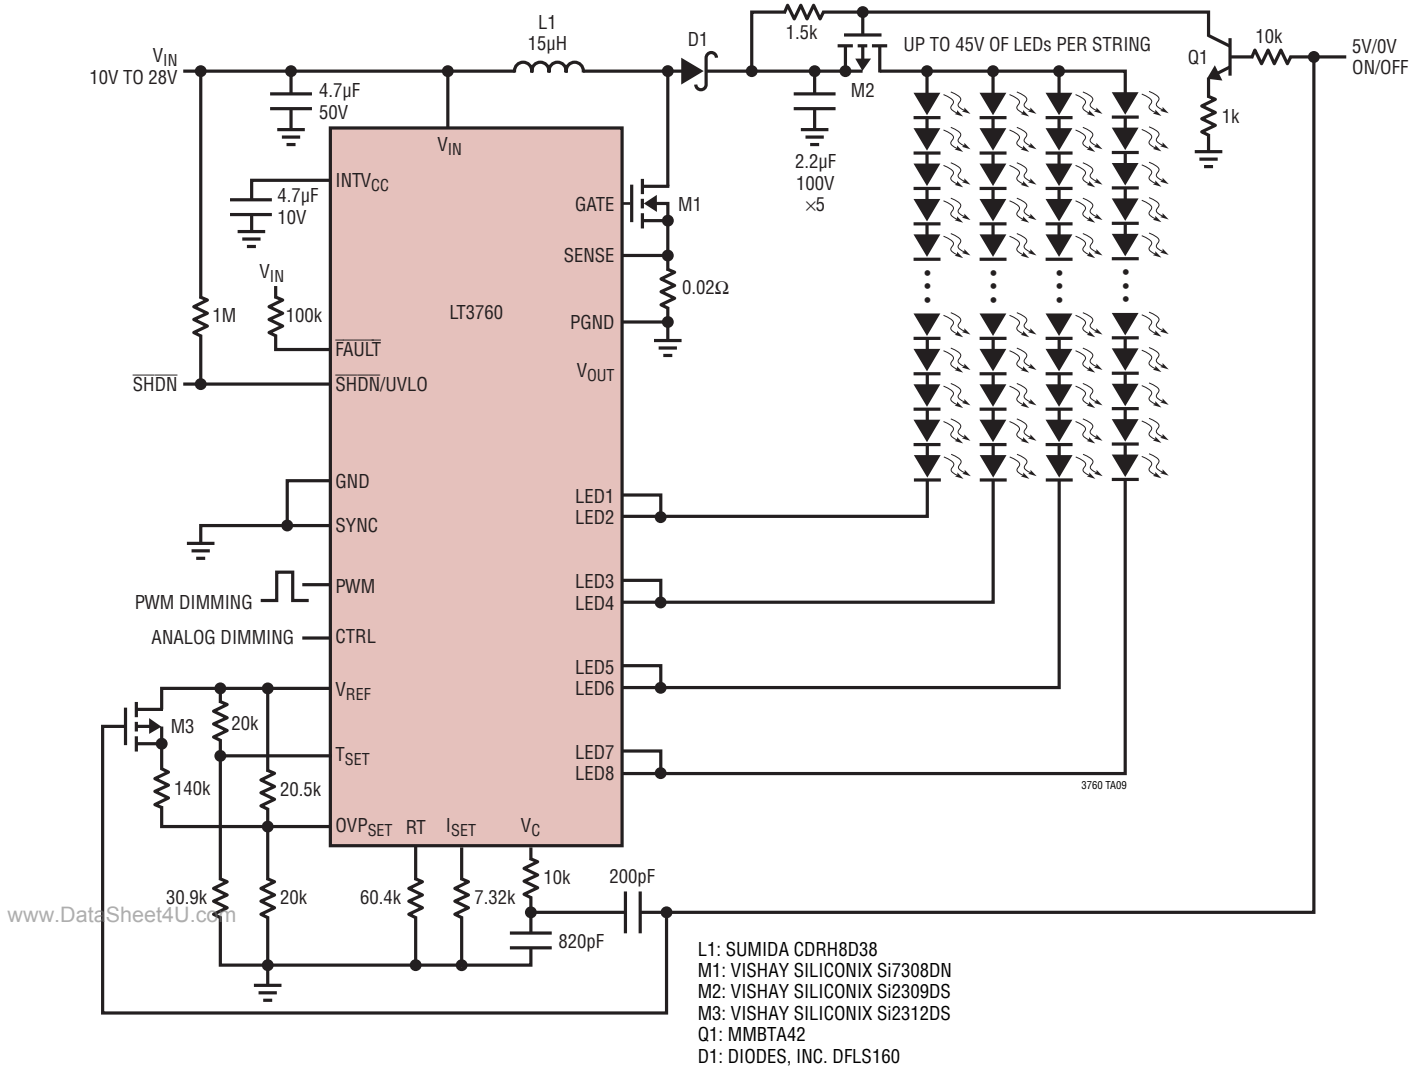 L1
15µH
D1
1.5k
UP TO 45V OF LEDs PER STRING
Q1
10k
5V/0V
ON/OFF
VIN
10V TO 28V
4.7µF
50V
M2
1k
2.2µF
100V
×5
VIN
INTVCC
4.7µF
10V
GATE
M1
SENSE
0.02Ω
VIN
1M
100k
LT3760
PGND
FAULT
VOUT
SHDN
SHDN/UVLO
GND
LED1
LED2
SYNC
PWM
PWM DIMMING
LED3
LED4
ANALOG DIMMING
CTRL
LED5
LED6
VREF
M3
20k
TSET
LED7
LED8
140k
20.5k
3760 TA09
OVPSET
RT
ISET
VC
30.9k
20k
60.4k
7.32k
10k
200pF
www.DataSheet4U.com
820pF
L1: SUMIDA CDRH8D38
M1: VISHAY SILICONIX Si7308DN
M2: VISHAY SILICONIX Si2309DS
M3: VISHAY SILICONIX Si2312DS
Q1: MMBTA42
D1: DIODES, INC. DFLS160